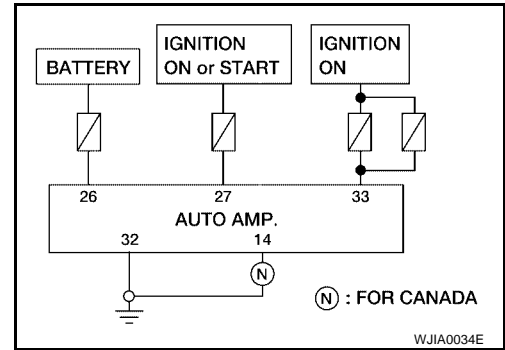 BATTERY
IGNITION
ON or START
IGNITION
ON
26
27
33
AUTO AMP.
32
14
N
N : FOR CANADA
WJIA0034E